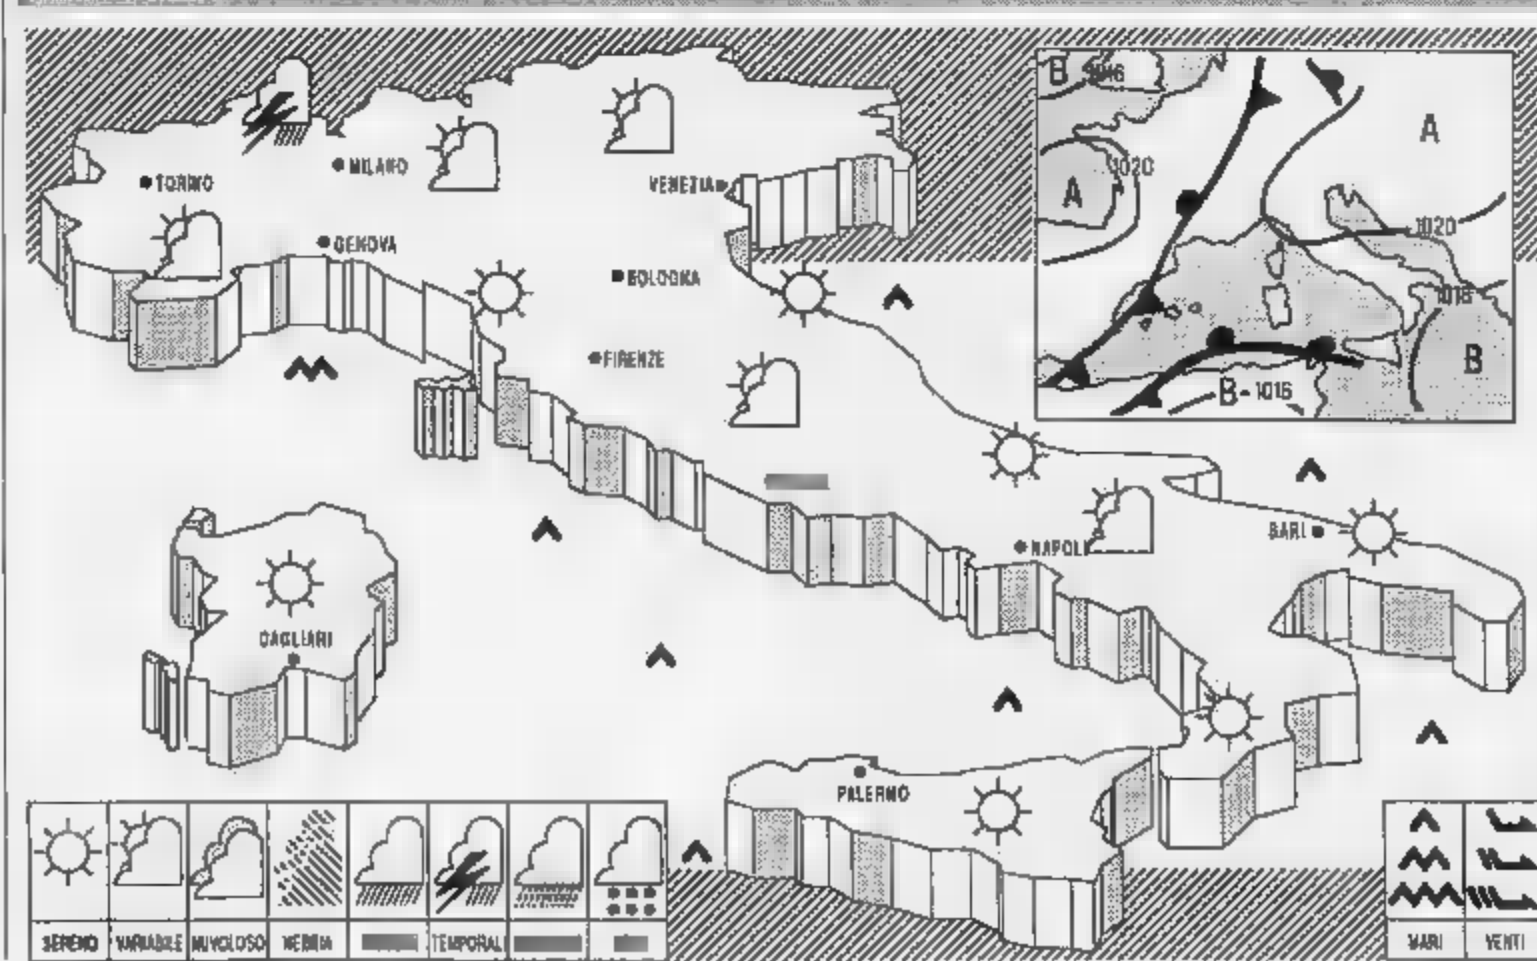 TORINO
MILANO
VENEZIA
GENOVA
BOLOGNA
FIRENZE
NAPOLI
BARI
CAGLIARI
PALERMO
B 1016
A
1020
A
1020
1016
B
B-1016
SERENO VARIABILE NUVOLOSO NEBBIA TEMPORALI
MARI VENTI